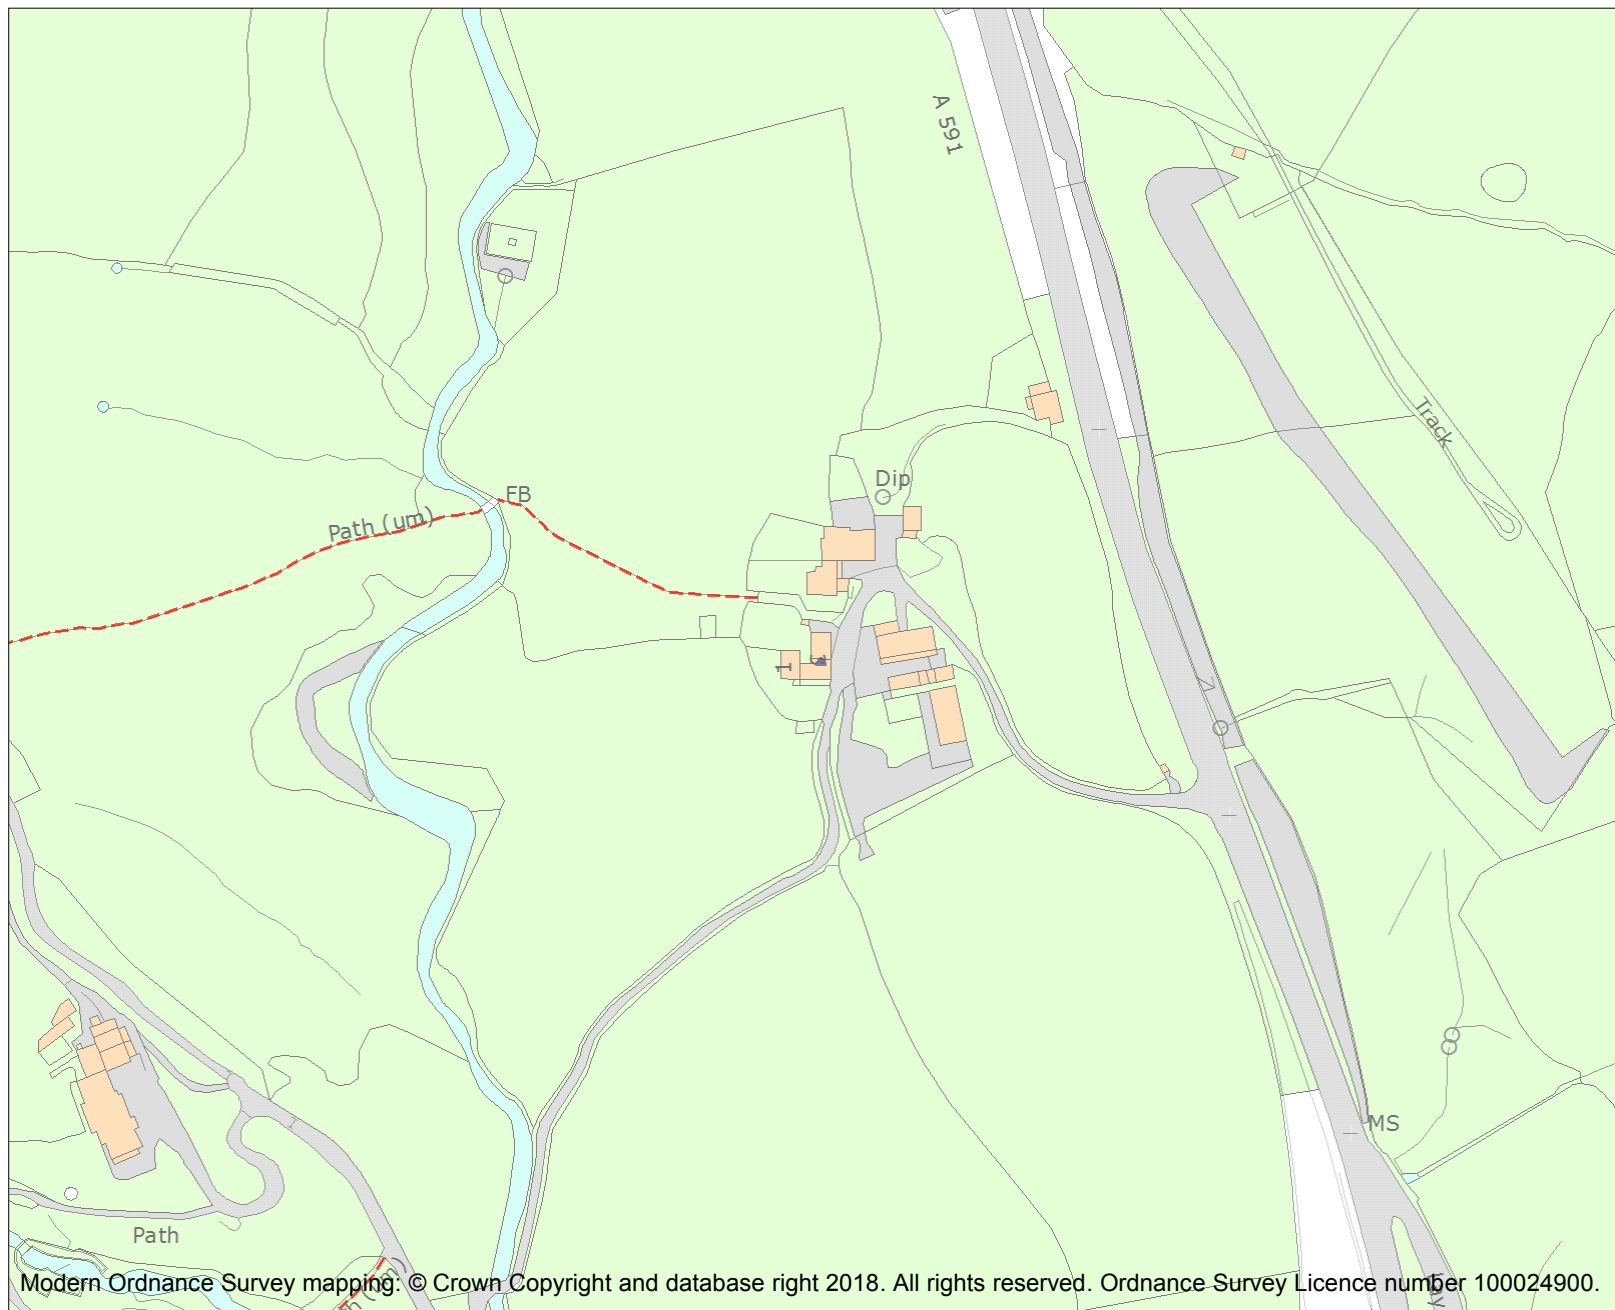 A 591
Track
Dip
FB
Path (um)
1
MS
Path
Modern Ordnance Survey mapping: © Crown Copyright and database right 2018. All rights reserved. Ordnance Survey Licence number 100024900.